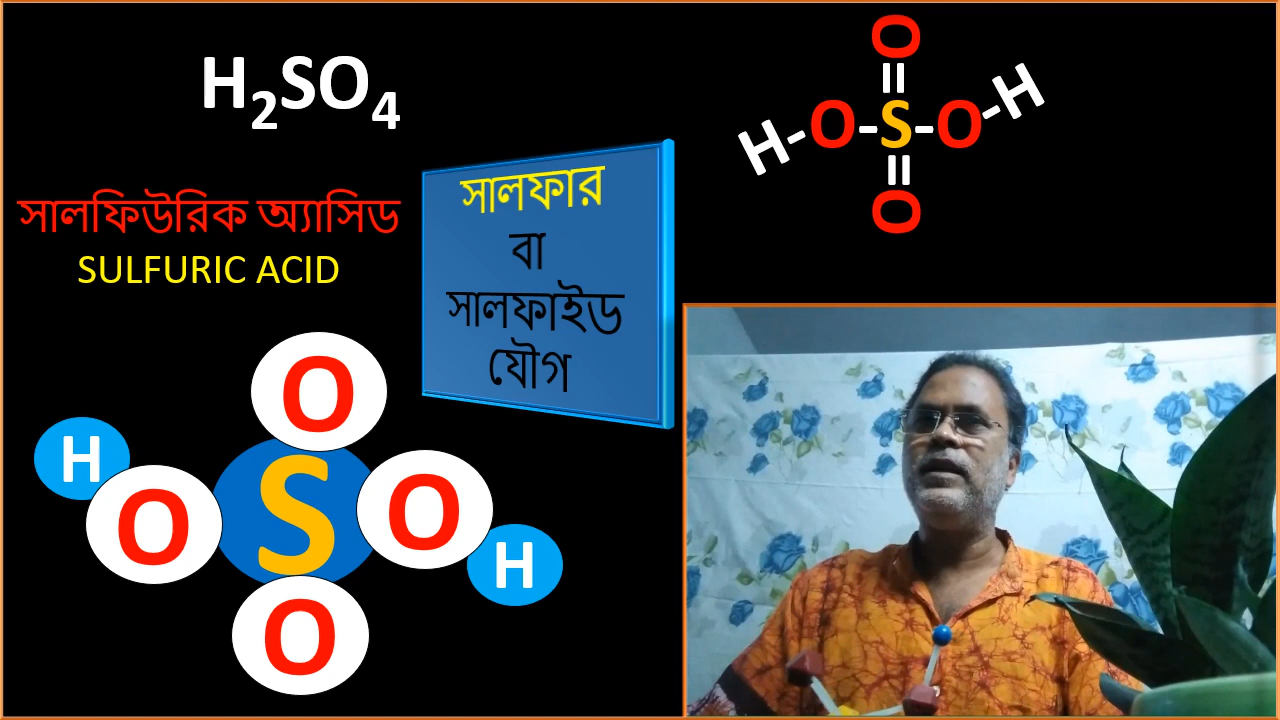 H₂SO₄
সালফিউরিক অ্যাসিড
SULFURIC ACID
সালফার
বা
সালফাইড
যৌগ
O
H-O-S-O-H
O
O
H O S O H
O